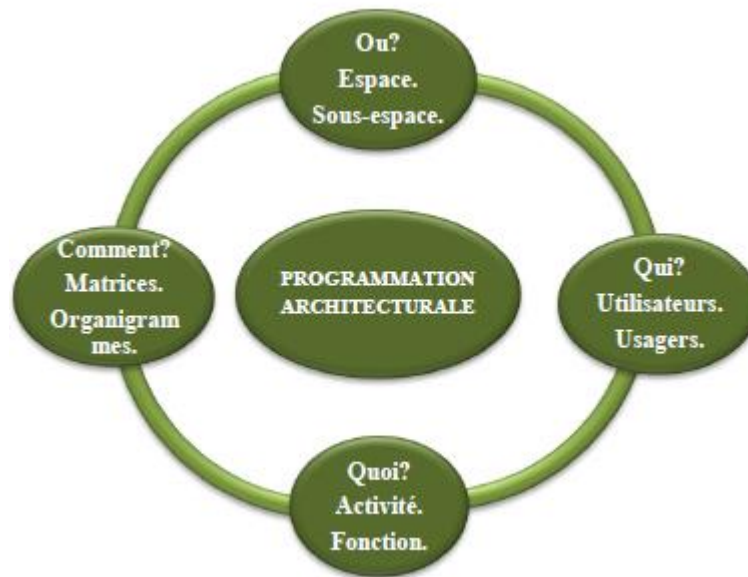 Ou?
Espace.
Sous-espace.
Comment?
Matrices.
Organigram
mes.
PROGRAMMATION
ARCHITECTURALE
Qui?
Utilisateurs.
Usagers.
Quoi?
Activité.
Fonction.